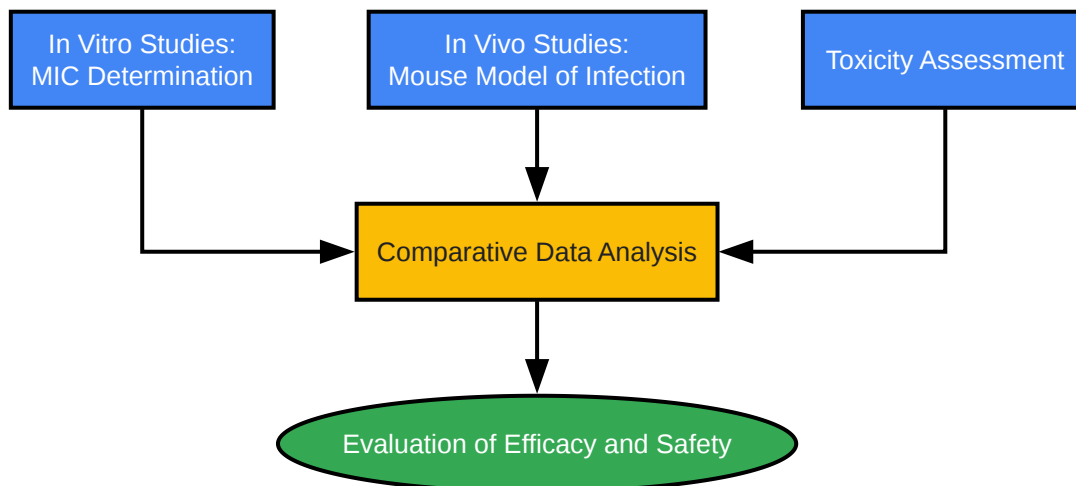 In Vitro Studies:
MIC Determination
In Vivo Studies:
Mouse Model of Infection
Toxicity Assessment
Comparative Data Analysis
Evaluation of Efficacy and Safety